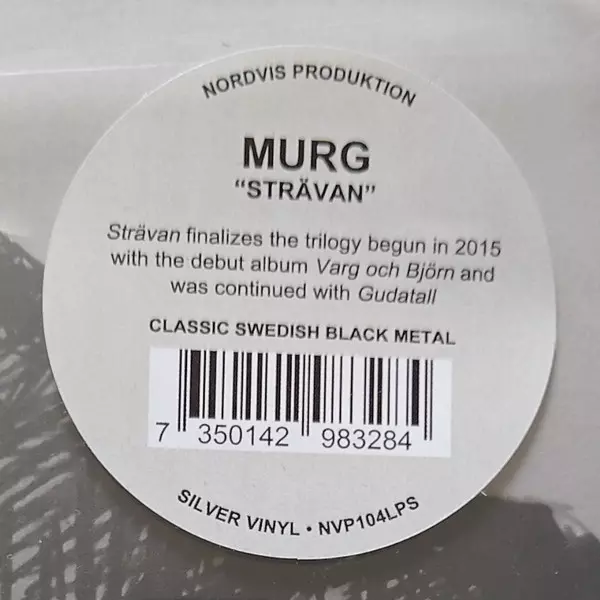 NORDVIS PRODUKTION
MURG
“STRÄVAN”
Strävan finalizes the trilogy begun in 2015
with the debut album Varg och Björn and
was continued with Gudatall
CLASSIC SWEDISH BLACK METAL
7 350142 983284
SILVER VINYL • NVP104LPS